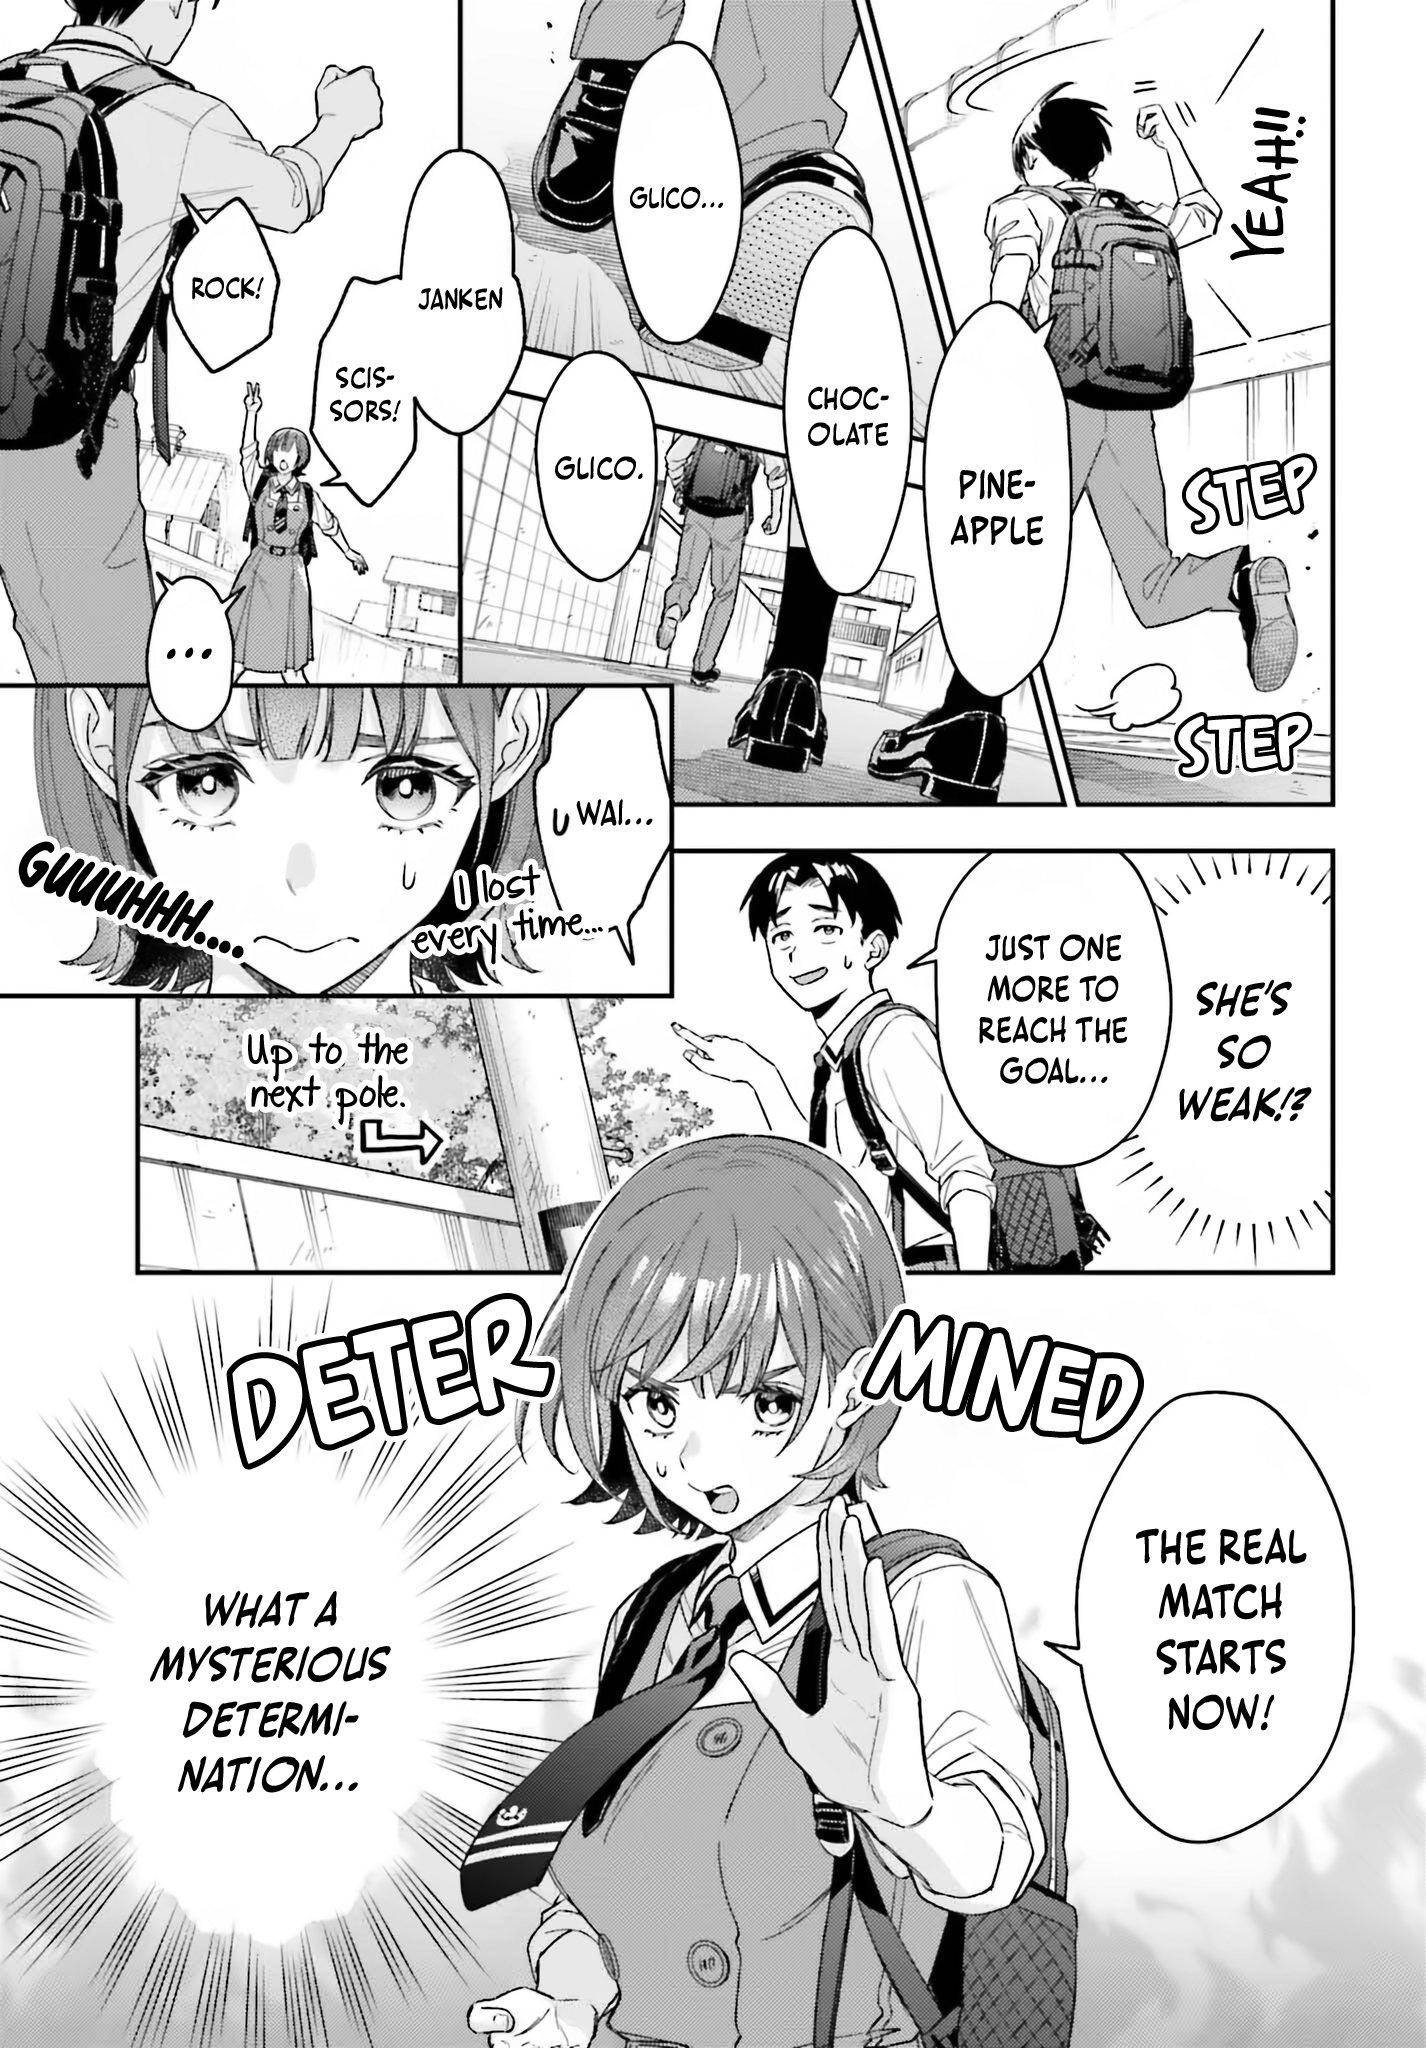 YEAH!!
STEP
STEP
PINE-
APPLE
CHOC-
OLATE
GLICO...
GLICO.
JANKEN
SCIS-
SORS!
ROCK!
...
U WAI...
I lost
every time...
GUUUHHH....
SHE'S
SO
WEAK!?
JUST ONE
MORE TO
REACH THE
GOAL...
Up to the
next pole.
DETER
MINED
THE REAL
MATCH
STARTS
NOW!
WHAT A
MYSTERIOUS
DETERMI-
NATION...